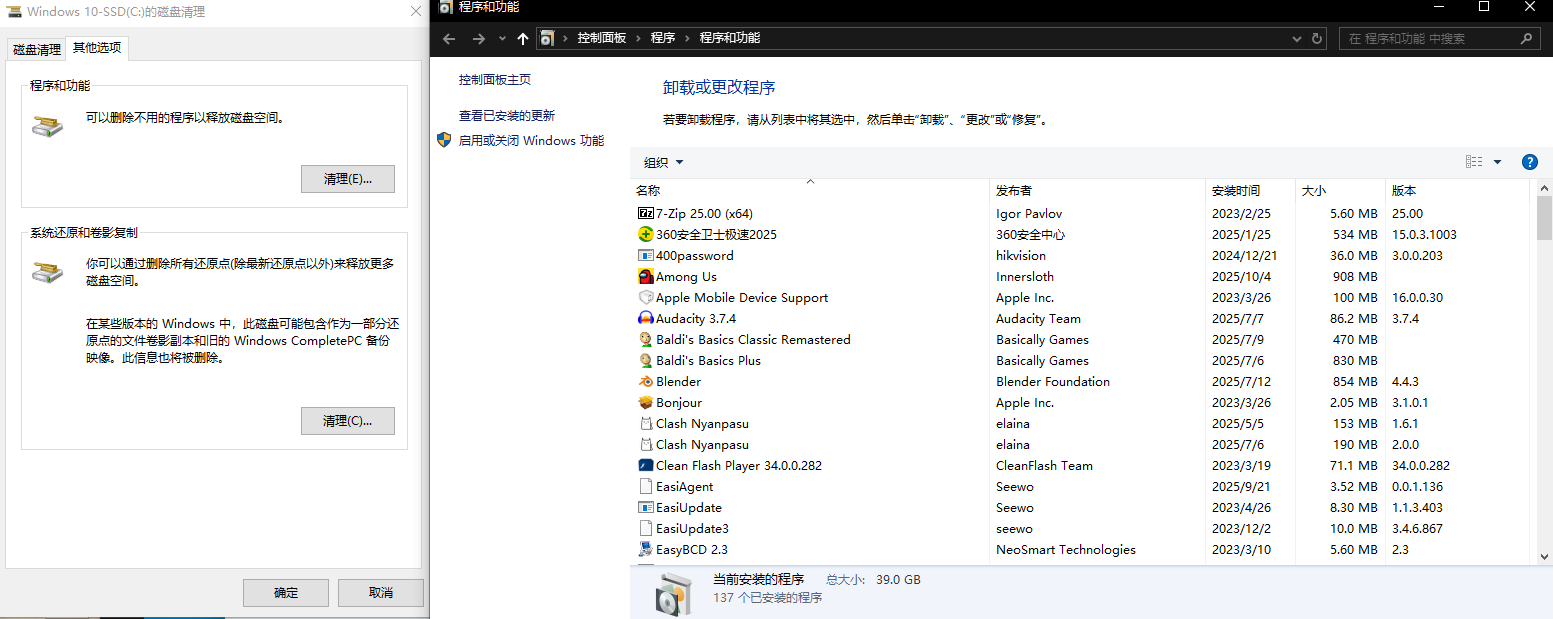 Windows 10-SSD(C:)的磁盘清理
磁盘清理
其他选项
程序和功能
可以删除不用的程序以释放磁盘空间。
清理(E)...
系统还原和卷影复制
你可以通过删除所有还原点(除最新还原点以外)来释放更多
磁盘空间。
在某些版本的 Windows 中，此磁盘可能包含作为一部分还
原点的文件卷影副本和旧的 Windows CompletePC 备份
映像。此信息也将被删除。
清理(C)...
确定
取消
程序和功能
控制面板 › 程序 › 程序和功能
在 程序和功能 中搜索
控制面板主页
查看已安装的更新
启用或关闭 Windows 功能
卸载或更改程序
若要卸载程序，请从列表中将其选中，然后单击“卸载”、“更改”或“修复”。
组织
名称 发布者 安装时间 大小 版本
7-Zip 25.00 (x64) Igor Pavlov 2023/2/25 5.60 MB 25.00
360安全卫士极速2025 360安全中心 2025/1/25 534 MB 15.0.3.1003
400password hikvision 2024/12/21 36.0 MB 3.0.0.203
Among Us Innersloth 2025/10/4 908 MB
Apple Mobile Device Support Apple Inc. 2023/3/26 100 MB 16.0.0.30
Audacity 3.7.4 Audacity Team 2025/7/7 86.2 MB 3.7.4
Baldi's Basics Classic Remastered Basically Games 2025/7/9 470 MB
Baldi's Basics Plus Basically Games 2025/7/6 830 MB
Blender Blender Foundation 2025/7/12 854 MB 4.4.3
Bonjour Apple Inc. 2023/3/26 2.05 MB 3.1.0.1
Clash Nyanpasu elaina 2025/5/5 153 MB 1.6.1
Clash Nyanpasu elaina 2025/7/6 190 MB 2.0.0
Clean Flash Player 34.0.0.282 CleanFlash Team 2023/3/19 71.1 MB 34.0.0.282
EasiAgent Seewo 2025/9/21 3.52 MB 0.0.1.136
EasiUpdate Seewo 2023/4/26 8.30 MB 1.1.3.403
EasiUpdate3 seewo 2023/12/2 10.0 MB 3.4.6.867
EasyBCD 2.3 NeoSmart Technologies 2023/3/10 5.60 MB 2.3
当前安装的程序 总大小: 39.0 GB
137 个已安装的程序